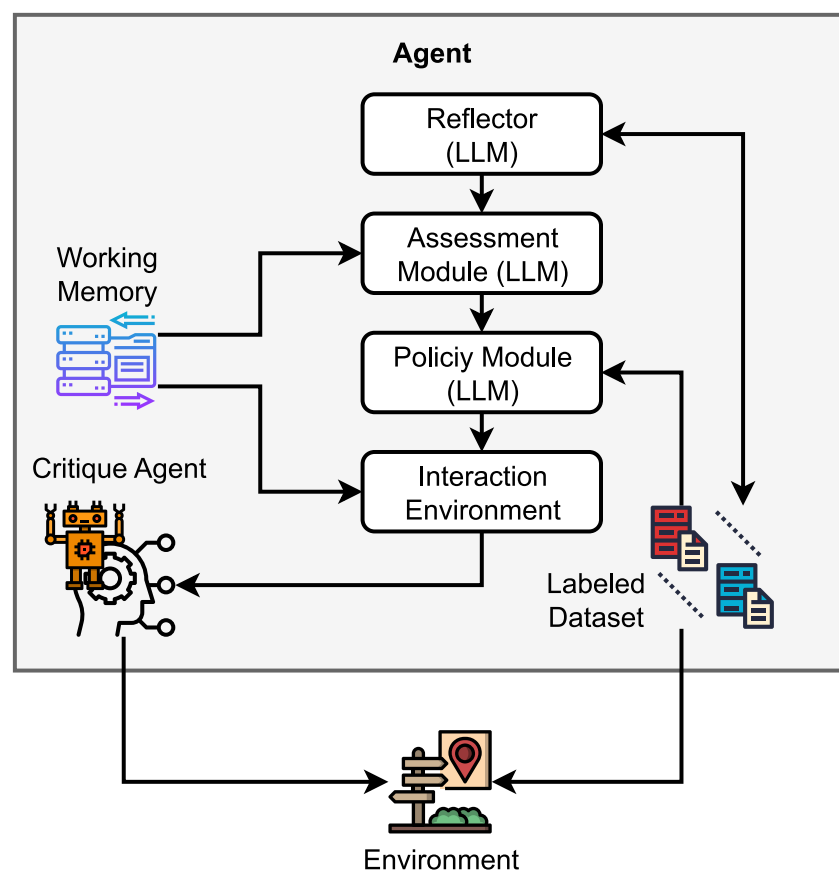 Agent
Reflector
(LLM)
Assessment
Module (LLM)
Working
Memory
Policiy Module
(LLM)
Critique Agent
Interaction
Environment
Labeled
Dataset
Environment